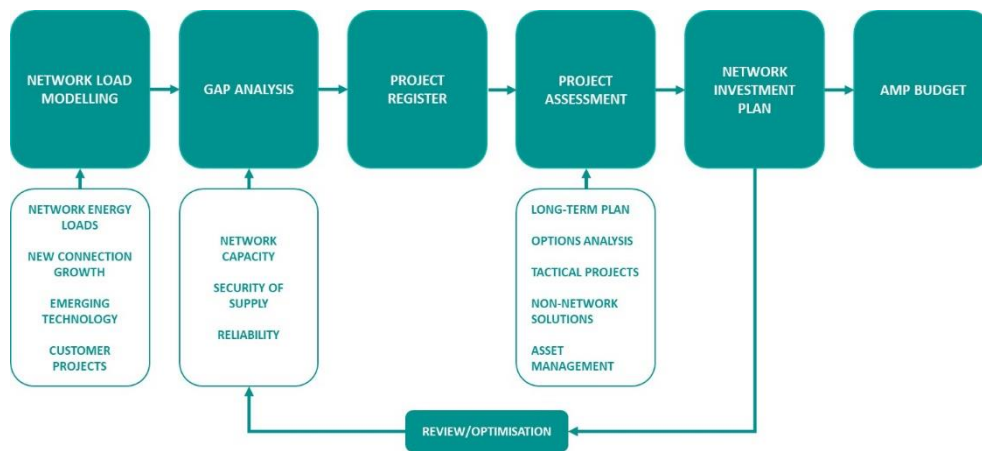 NETWORK LOAD
MODELLING
GAP ANALYSIS
PROJECT
REGISTER
PROJECT
ASSESSMENT
NETWORK
INVESTMENT
PLAN
AMP BUDGET
NETWORK ENERGY
LOADS
NEW CONNECTION
GROWTH
EMERGING
TECHNOLOGY
CUSTOMER
PROJECTS
NETWORK
CAPACITY
SECURITY OF
SUPPLY
RELIABILITY
LONG-TERM PLAN
OPTIONS ANALYSIS
TACTICAL PROJECTS
NON-NETWORK
SOLUTIONS
ASSET
MANAGEMENT
REVIEW/OPTIMISATION